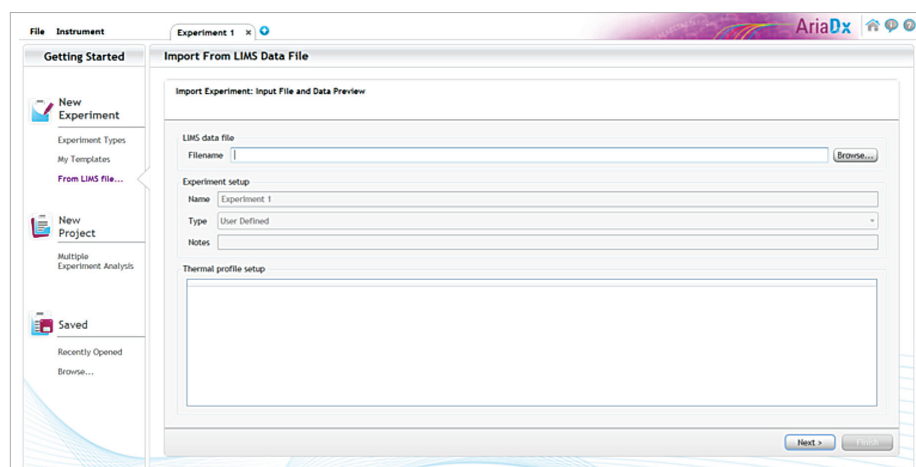 File Instrument
Experiment 1 x
AriaDx
Getting Started
Import From LIMS Data File
New
Experiment
Experiment Types
My Templates
From LIMS file...
New
Project
Multiple
Experiment Analysis
Saved
Recently Opened
Browse...
Import Experiment: Input File and Data Preview
LIMS data file
Filename
Browse...
Experiment setup
Name Experiment 1
Type User Defined
Notes
Thermal profile setup
Next >
Finish